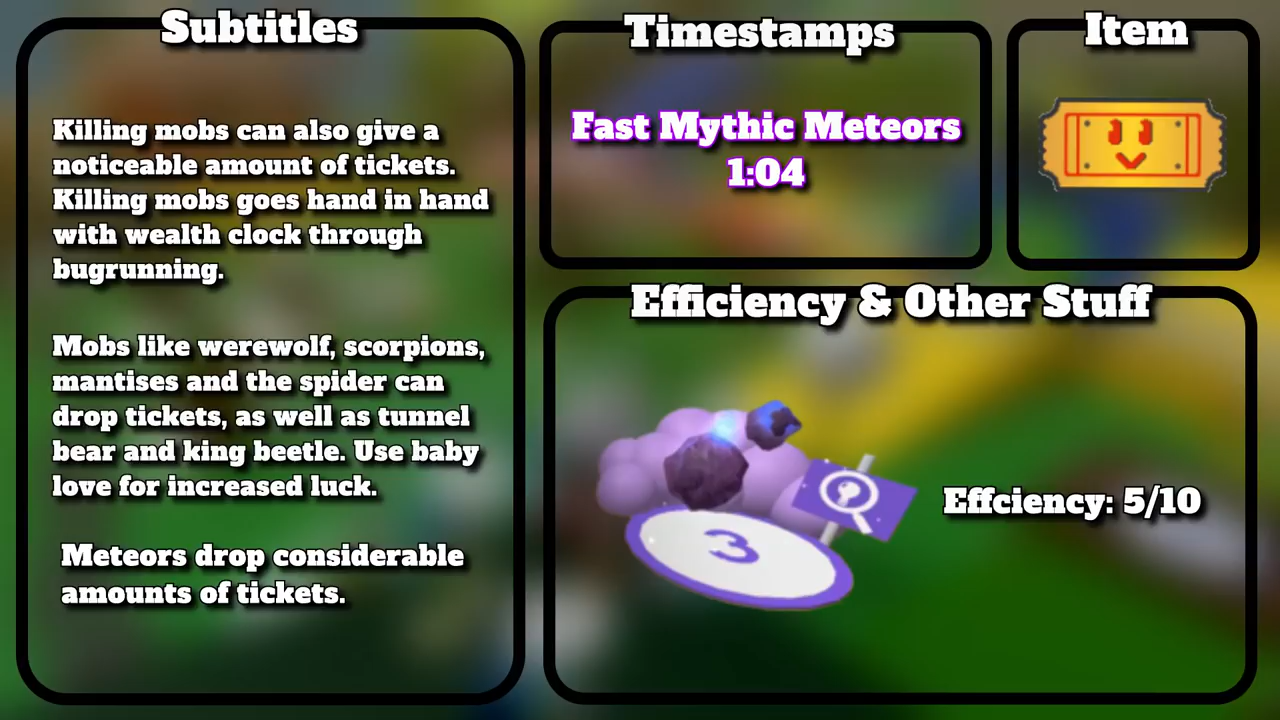 Subtitles
Killing mobs can also give a
noticeable amount of tickets.
Killing mobs goes hand in hand
with wealth clock through
bugrunning.
Mobs like werewolf, scorpions,
mantises and the spider can
drop tickets, as well as tunnel
bear and king beetle. Use baby
love for increased luck.
Meteors drop considerable
amounts of tickets.
Timestamps
Fast Mythic Meteors
1:04
Item
Efficiency & Other Stuff
3
Effciency: 5/10